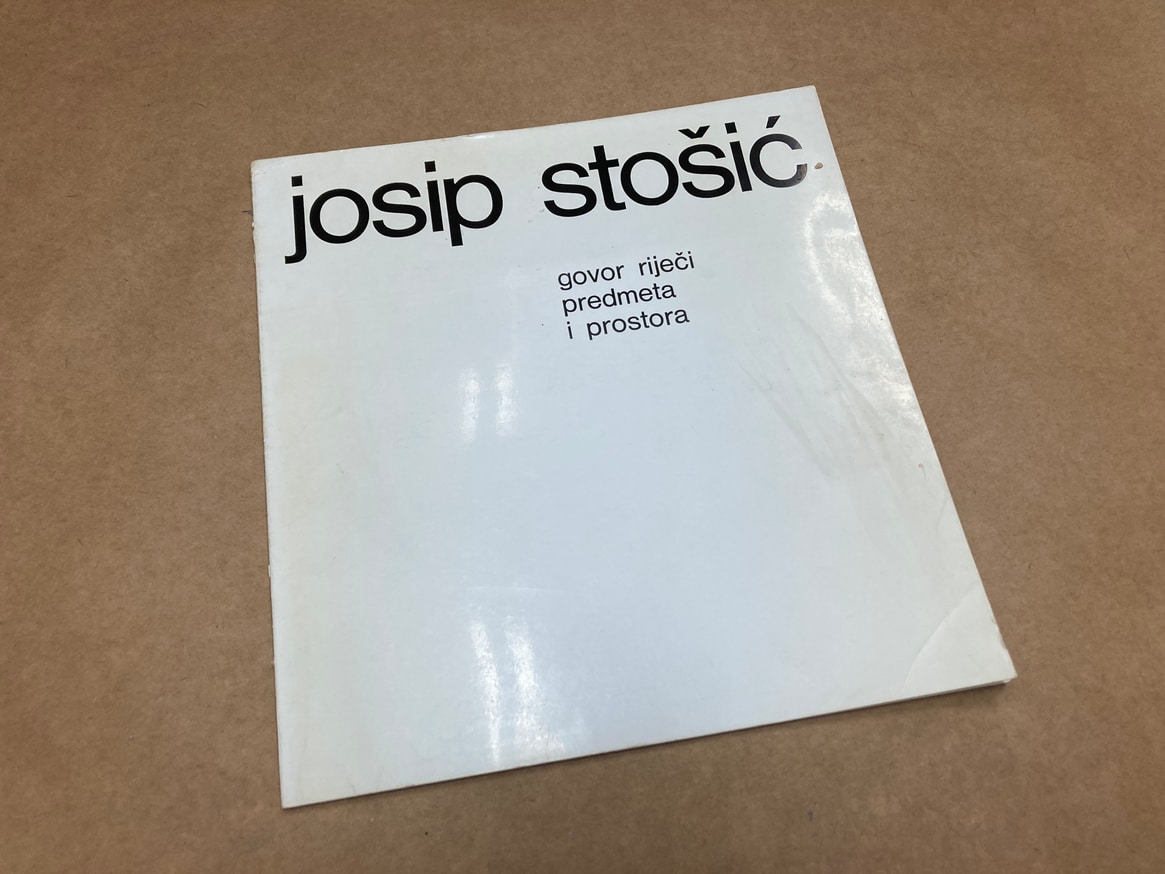 josip stošić
govor riječi
predmeta
i prostora